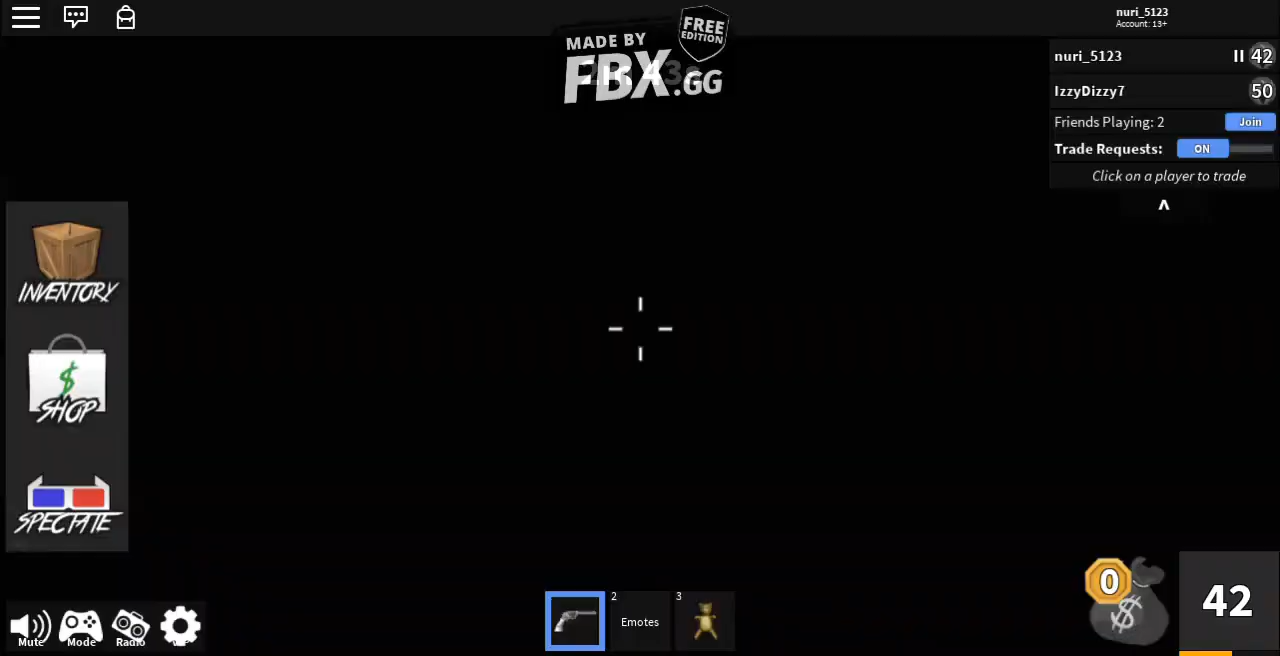 nuri_5123
Account: 13+
MADE BY
FREE
EDITION
FBX.GG
nuri_5123
42
IzzyDizzy7
50
Friends Playing: 2
Join
Trade Requests:
ON
Click on a player to trade
INVENTORY
$
SHOP
SPECTATE
Mute
Mode
Radio
2
Emotes
3
0
$
42